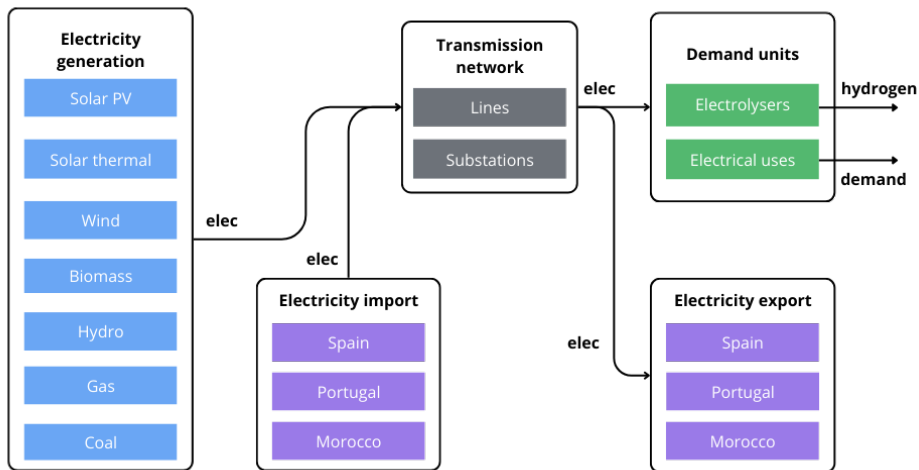 Electricity
generation
Solar PV
Solar thermal
Wind
Biomass
Hydro
Gas
Coal
elec
elec
Electricity import
Spain
Portugal
Morocco
Transmission
network
Lines
Substations
elec
elec
Demand units
Electrolysers
Electrical uses
hydrogen
demand
Electricity export
Spain
Portugal
Morocco